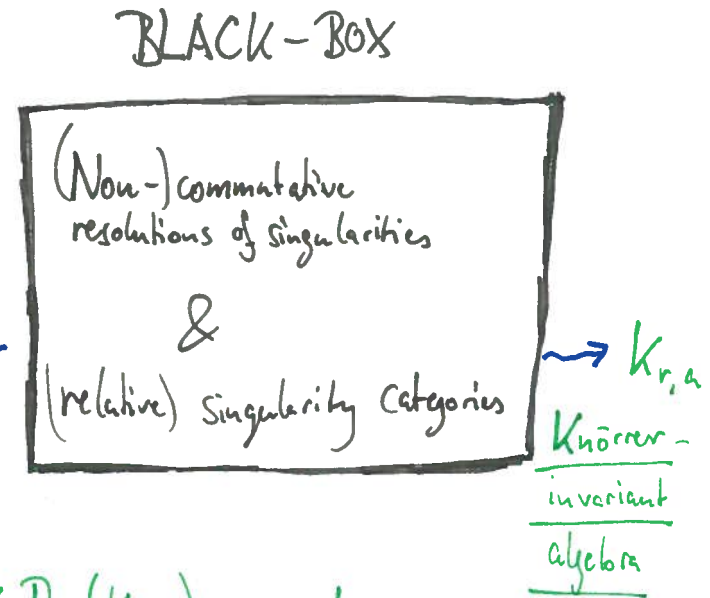 BLACK-BOX
(Non-)commutative
resolutions of singularities
&
(relative) singularity categories
K_{r,a}
Knörrer-
invariant
algebra